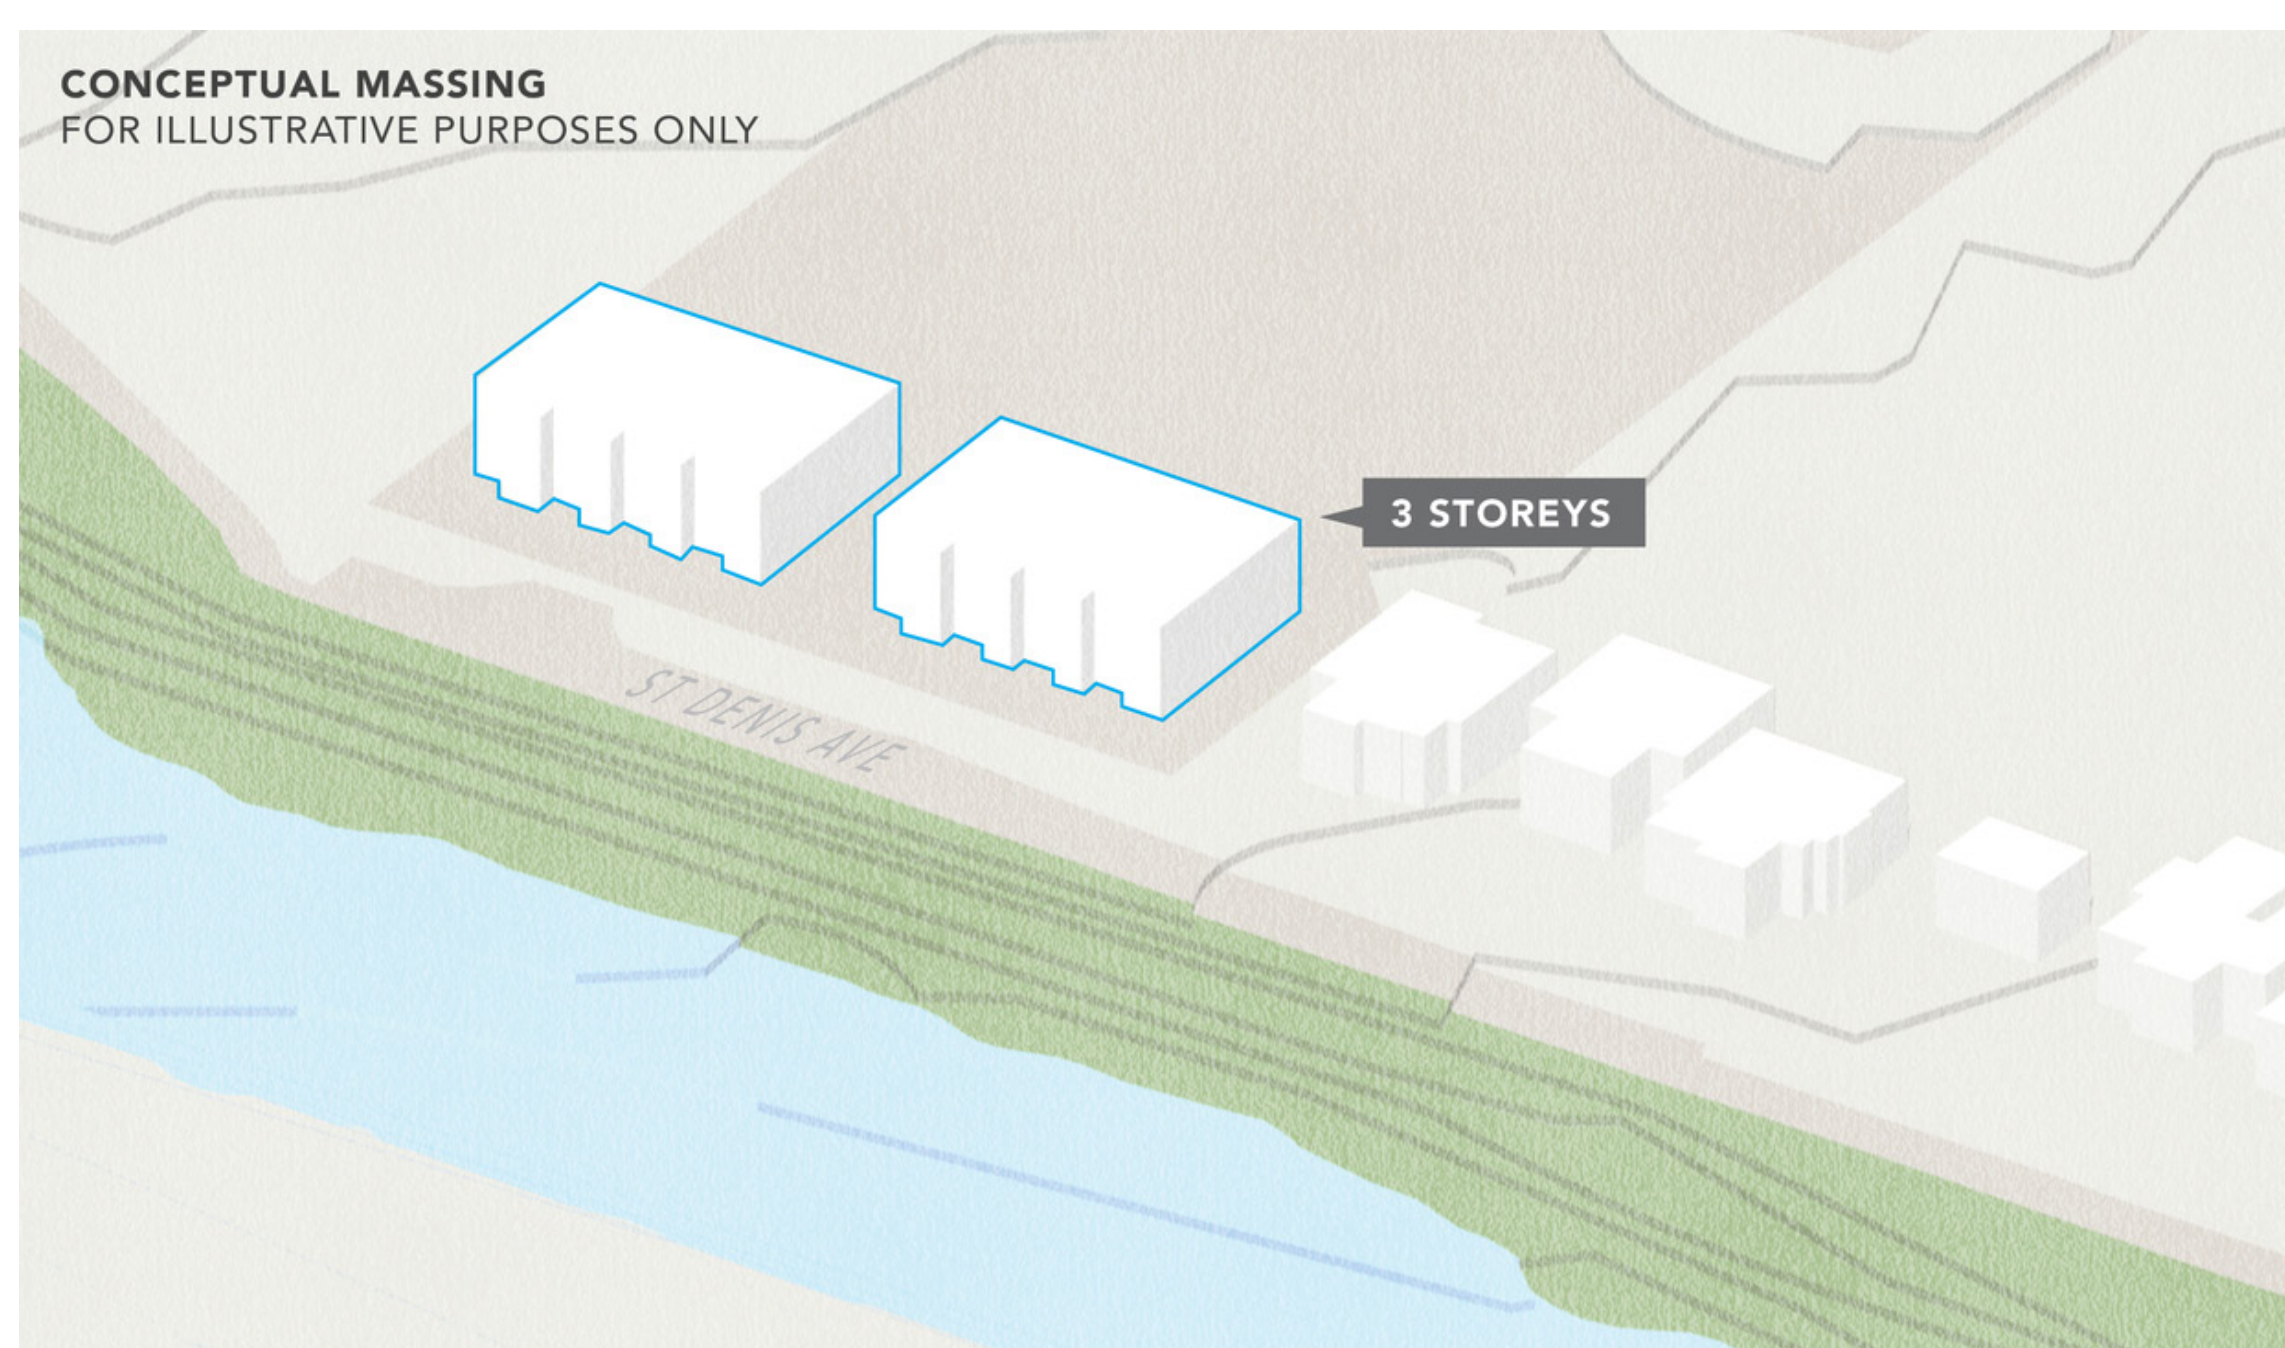 CONCEPTUAL MASSING
FOR ILLUSTRATIVE PURPOSES ONLY
3 STOREYS
ST DENIS AVE